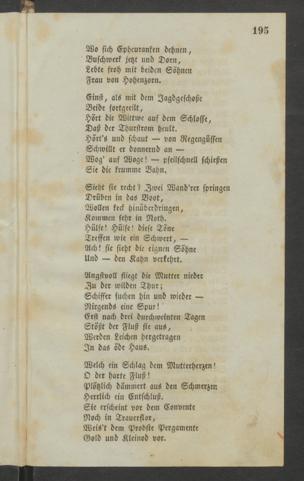 195
Wo sich Epheuranken dehnen,
Buschwerk jetzt und Dorn,
Lebte froh mit beiden Söhnen
Frau von Hohenzorn.
Einst, als mit dem Jagdgeschoße
Beide fortgeeilt,
Hört die Wittwe auf dem Schlosse,
Daß der Thurstrom heult.
Hört's und schaut — von Regengüssen
Schwillt er donnernd an —
Wog' auf Woge! — pfeilschnell schießen
Sie die krumme Bahn.
Sieht sie recht? Zwei Wand'rer springen
Drüben in das Boot,
Wollen keck hinüberdringen,
Kommen sehr in Noth.
Hülfe! Hülfe! diese Töne
Treffen wie ein Schwert, —
Ach! sie sieht die eignen Söhne
Und — den Kahn verkehrt.
Angstvoll fliegt die Mutter nieder
Zu der wilden Thur;
Schiffer suchen hin und wieder —
Nirgends eine Spur!
Erst nach drei durchweinten Tagen
Stößt der Fluß sie aus,
Werden Leichen hergetragen
In das öde Haus.
Welch ein Schlag dem Mutterherzen!
O der harte Fluß!
Plötzlich dämmert aus den Schmerzen
Herrlich ein Entschluß.
Sie erscheint vor dem Convente
Noch in Trauerflor,
Weis't dem Probste Pergamente
Gold und Kleinod vor.